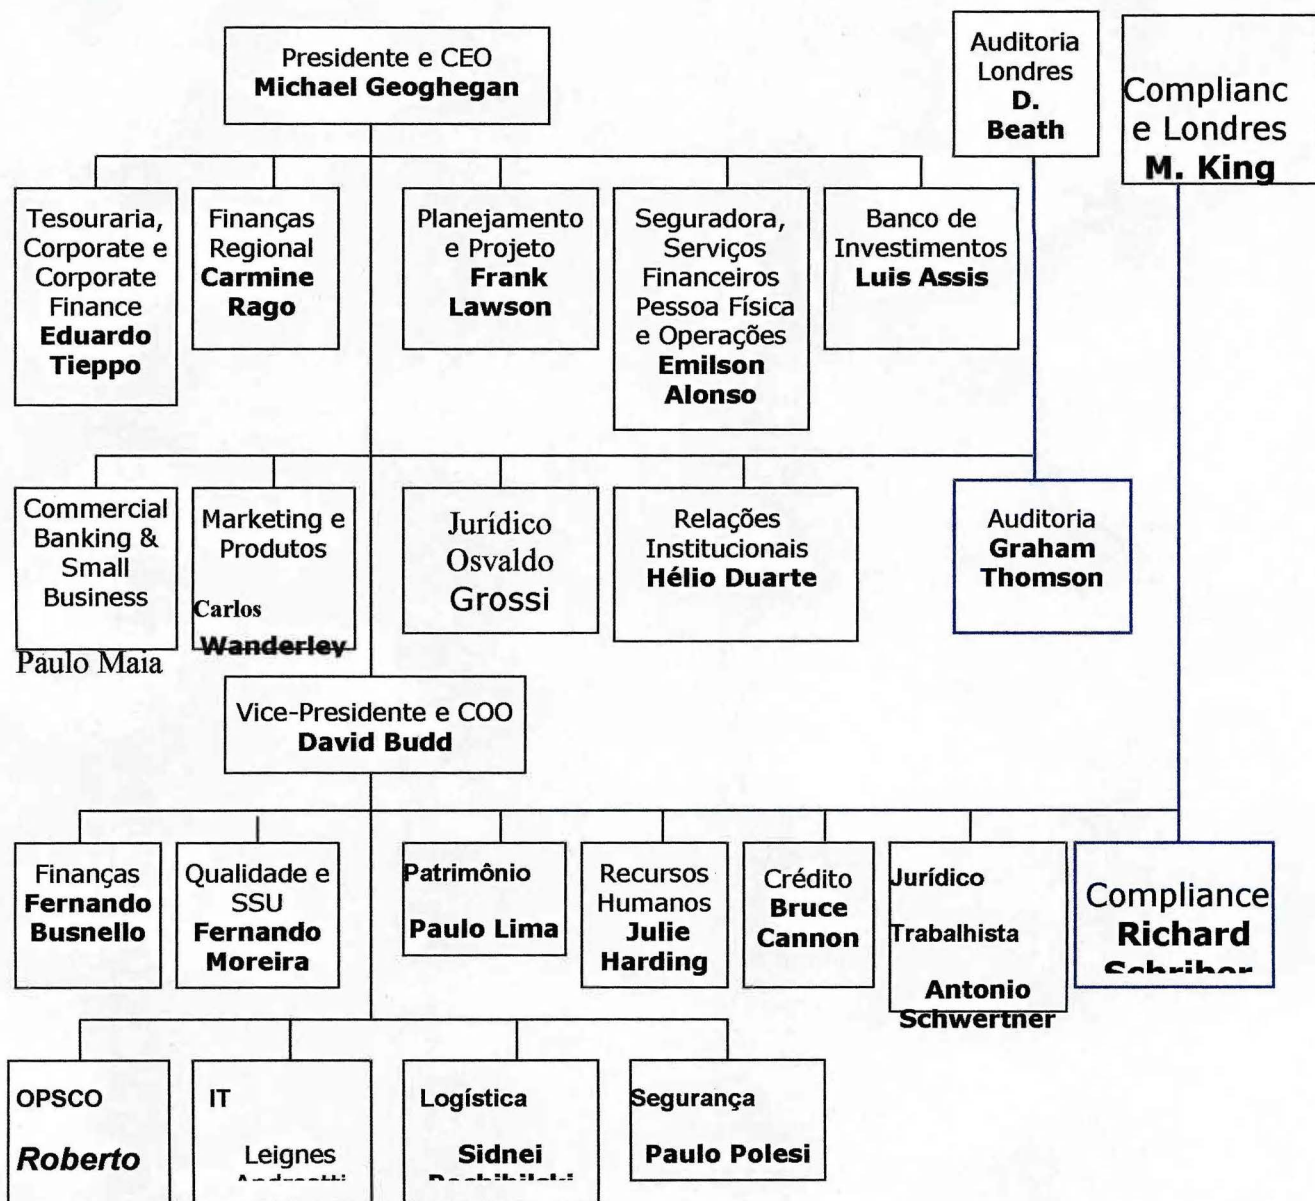 Presidente e CEO
Michael Geoghegan
Auditoria
Londres
D.
Beath
Complianc
e Londres
M. King
Tesouraria,
Corporate e
Corporate
Finance
Eduardo
Tieppo
Finanças
Regional
Carmine
Rago
Planejamento
e Projeto
Frank
Lawson
Seguradora,
Serviços
Financeiros
Pessoa Física
e Operações
Emilson
Alonso
Banco de
Investimentos
Luis Assis
Commercial
Banking &
Small
Business
Paulo Maia
Marketing e
Produtos
Carlos
Wanderley
Jurídico
Osvaldo
Grossi
Relações
Institucionais
Hélio Duarte
Auditoria
Graham
Thomson
Vice-Presidente e COO
David Budd
Finanças
Fernando
Busnello
Qualidade e
SSU
Fernando
Moreira
Patrimônio
Paulo Lima
Recursos
Humanos
Julie
Harding
Crédito
Bruce
Cannon
Jurídico
Trabalhista
Antonio
Schwertner
Compliance
Richard
OPSCO
Roberto
IT
Leignes
Logística
Sidnei
Segurança
Paulo Polesi